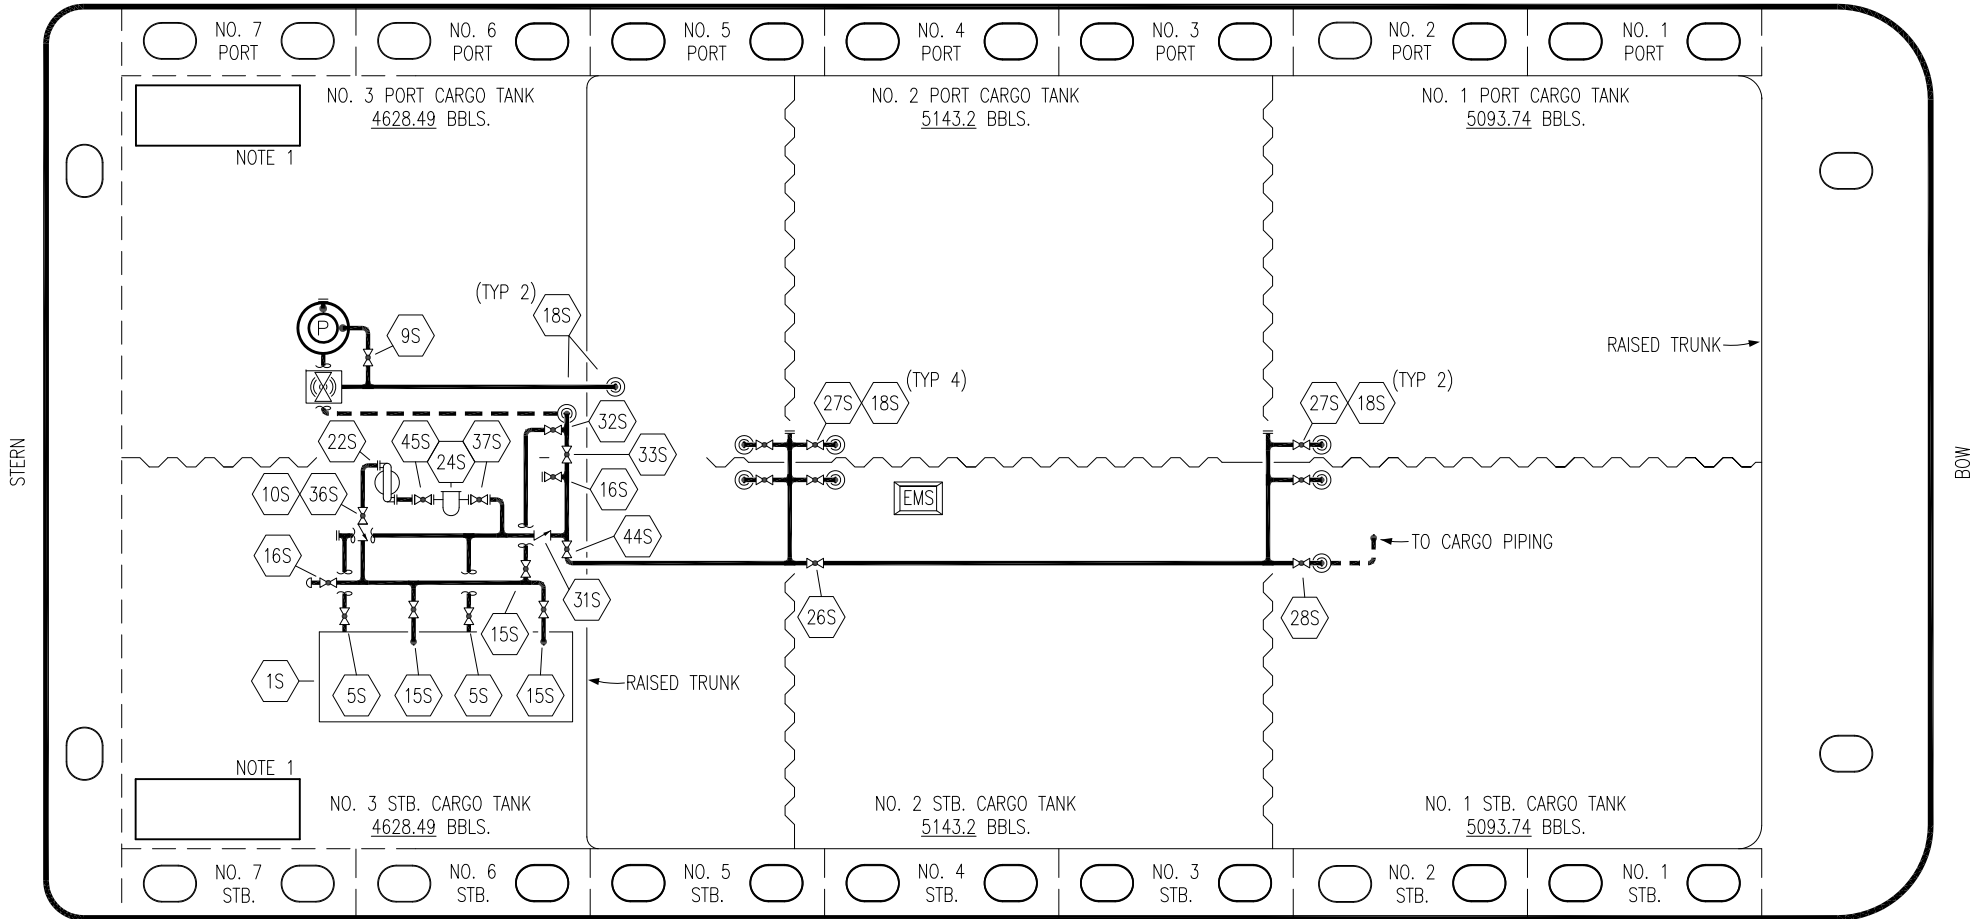 NO. 7
PORT
NO. 6
PORT
NO. 5
PORT
NO. 4
PORT
NO. 3
PORT
NO. 2
PORT
NO. 1
PORT
NO. 3 PORT CARGO TANK
4628.49 BBLS.
NO. 2 PORT CARGO TANK
5143.2 BBLS.
NO. 1 PORT CARGO TANK
5093.74 BBLS.
NOTE 1
(TYP 2)
18S
P
9S
RAISED TRUNK
(TYP 4)
27S
18S
(TYP 2)
27S
18S
32S
22S
45S
24S
37S
33S
STERN
BOW
10S
36S
16S
EMS
44S
TO CARGO PIPING
16S
31S
15S
26S
28S
1S
5S
15S
5S
15S
RAISED TRUNK
NOTE 1
NO. 3 STB. CARGO TANK
4628.49 BBLS.
NO. 2 STB. CARGO TANK
5143.2 BBLS.
NO. 1 STB. CARGO TANK
5093.74 BBLS.
NO. 7
STB.
NO. 6
STB.
NO. 5
STB.
NO. 4
STB.
NO. 3
STB.
NO. 2
STB.
NO. 1
STB.